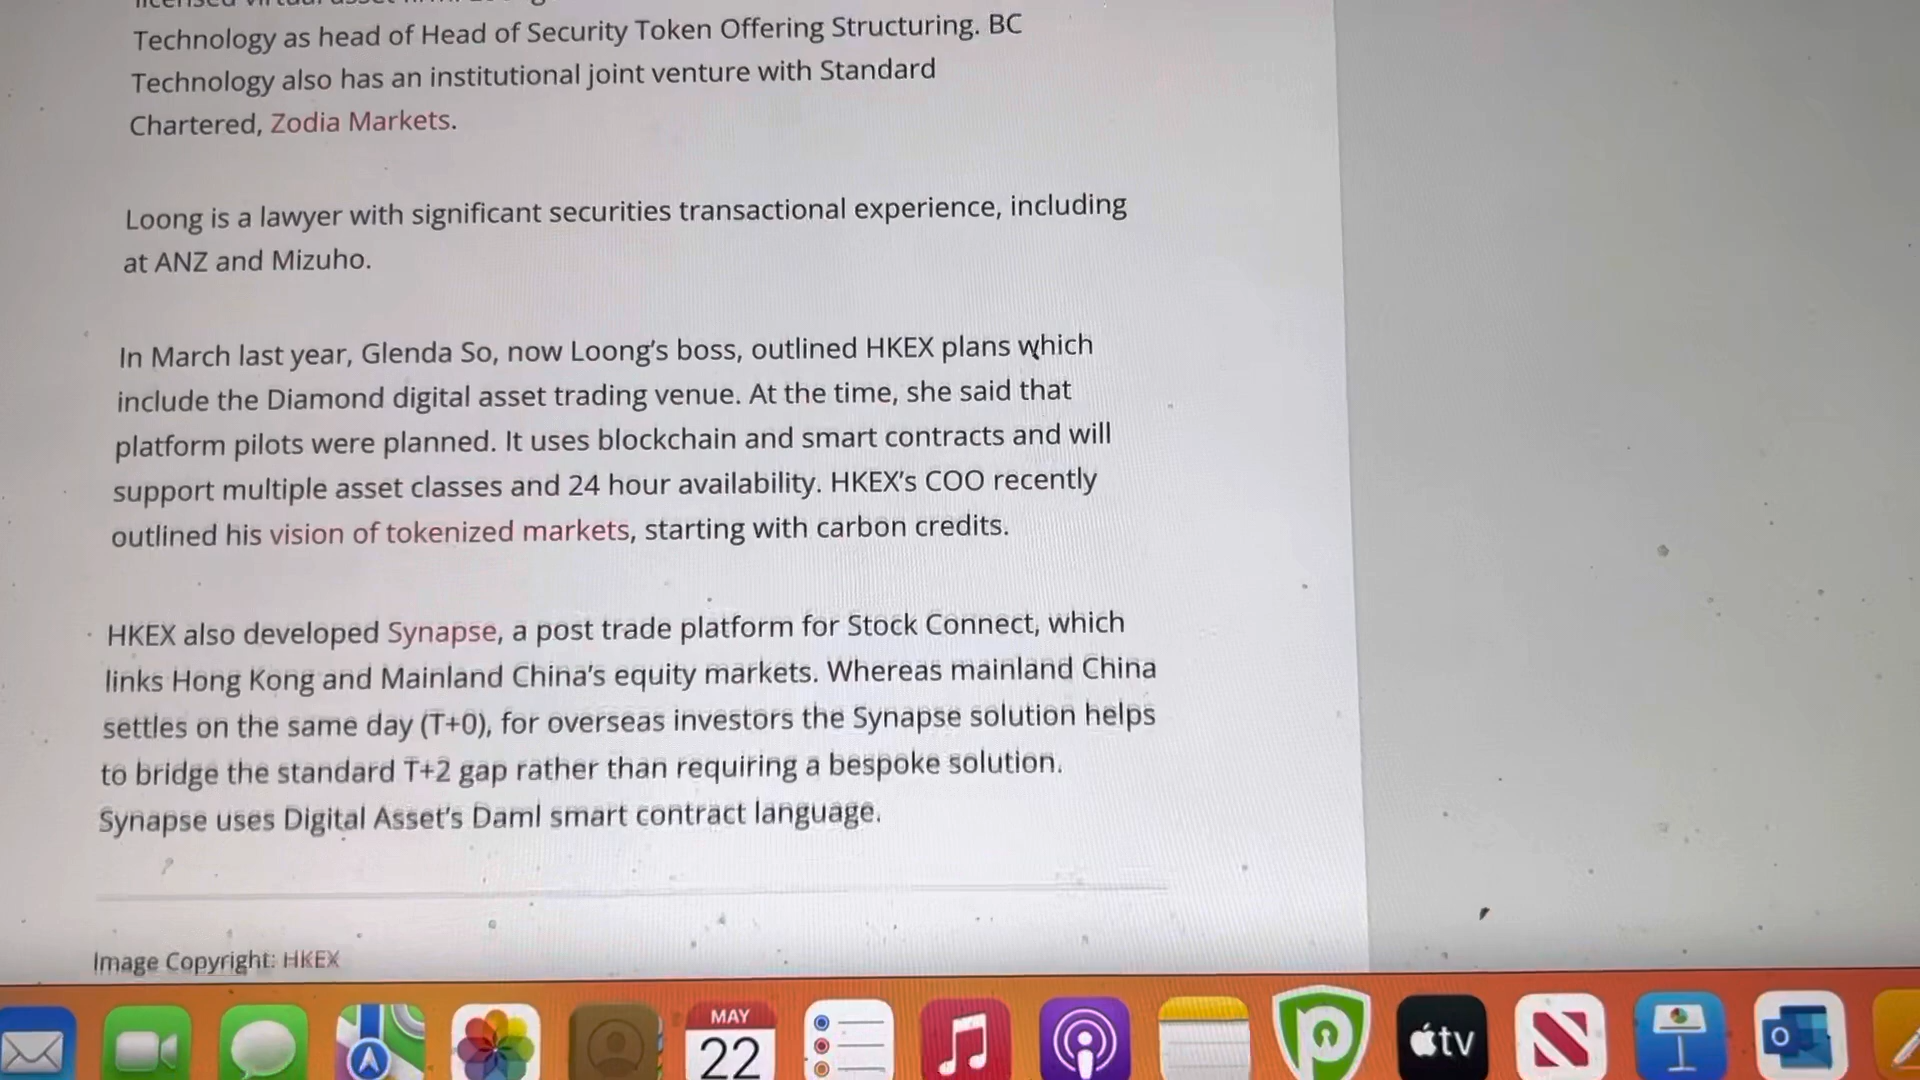 Technology as head of Head of Security Token Offering Structuring. BC
Technology also has an institutional joint venture with Standard
Chartered, Zodia Markets.
Loong is a lawyer with significant securities transactional experience, including
at ANZ and Mizuho.
In March last year, Glenda So, now Loong's boss, outlined HKEX plans which
include the Diamond digital asset trading venue. At the time, she said that
platform pilots were planned. It uses blockchain and smart contracts and will
support multiple asset classes and 24 hour availability. HKEX's COO recently
outlined his vision of tokenized markets, starting with carbon credits.
HKEX also developed Synapse, a post trade platform for Stock Connect, which
links Hong Kong and Mainland China's equity markets. Whereas mainland China
settles on the same day (T+0), for overseas investors the Synapse solution helps
to bridge the standard T+2 gap rather than requiring a bespoke solution.
Synapse uses Digital Asset's Daml smart contract language.
Image Copyright: HKEX
MAY
22
tv